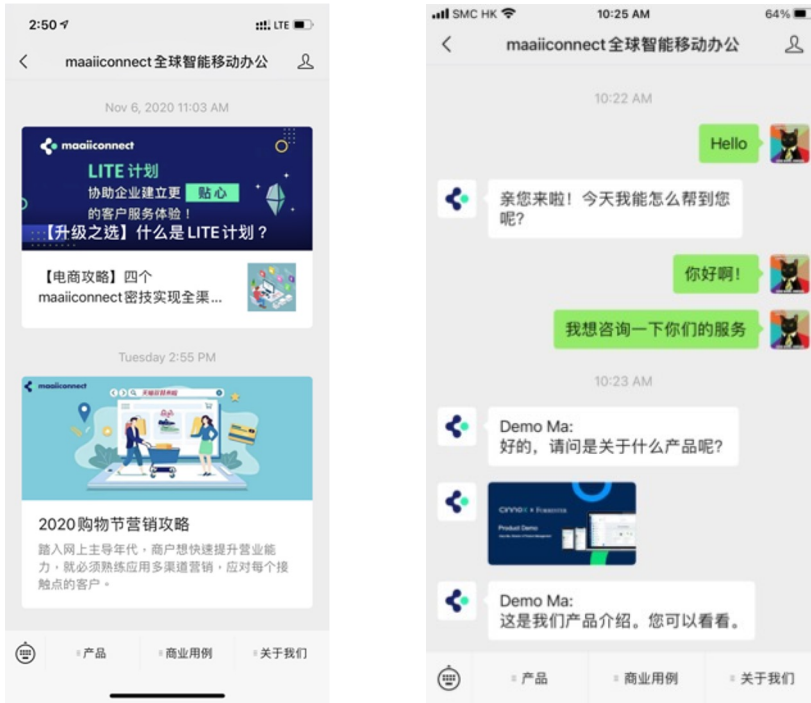 2:50
LTE
maaiiconnect全球智能移动办公
Nov 6, 2020 11:03 AM
maaiiconnect
LITE 计划
协助企业建立更 贴心
的客户服务体验！
【升级之选】什么是LITE计划？
【电商攻略】四个
maaiiconnect密技实现全渠...
Tuesday 2:55 PM
maaiiconnect
2020购物节营销攻略
踏入网上主导年代，商户想快速提升营业能
力，就必须熟练应用多渠道营销，应对每个接
触点的客户。
产品
商业用例
关于我们
SMC HK
10:25 AM
64%
maaiiconnect全球智能移动办公
10:22 AM
Hello
亲您来啦！今天我能怎么帮到您
呢?
你好啊！
我想咨询一下你们的服务
10:23 AM
Demo Ma:
好的，请问是关于什么产品呢?
CINNOX x FORRESTER
Product Demo
Demo Ma:
这是我们产品介绍。您可以看看。
产品
商业用例
关于我们